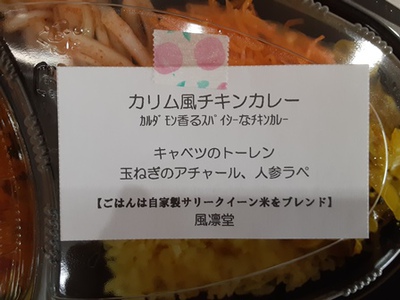 カリム風チキンカレー
ｶﾙﾀﾞﾓﾝ香るｽﾊﾟｲｼｰなﾁｷﾝｶﾚｰ
キャベツのトーレン
玉ねぎのアチャール、人参ラペ
【ごはんは自家製サリークイーン米をブレンド】
風凛堂